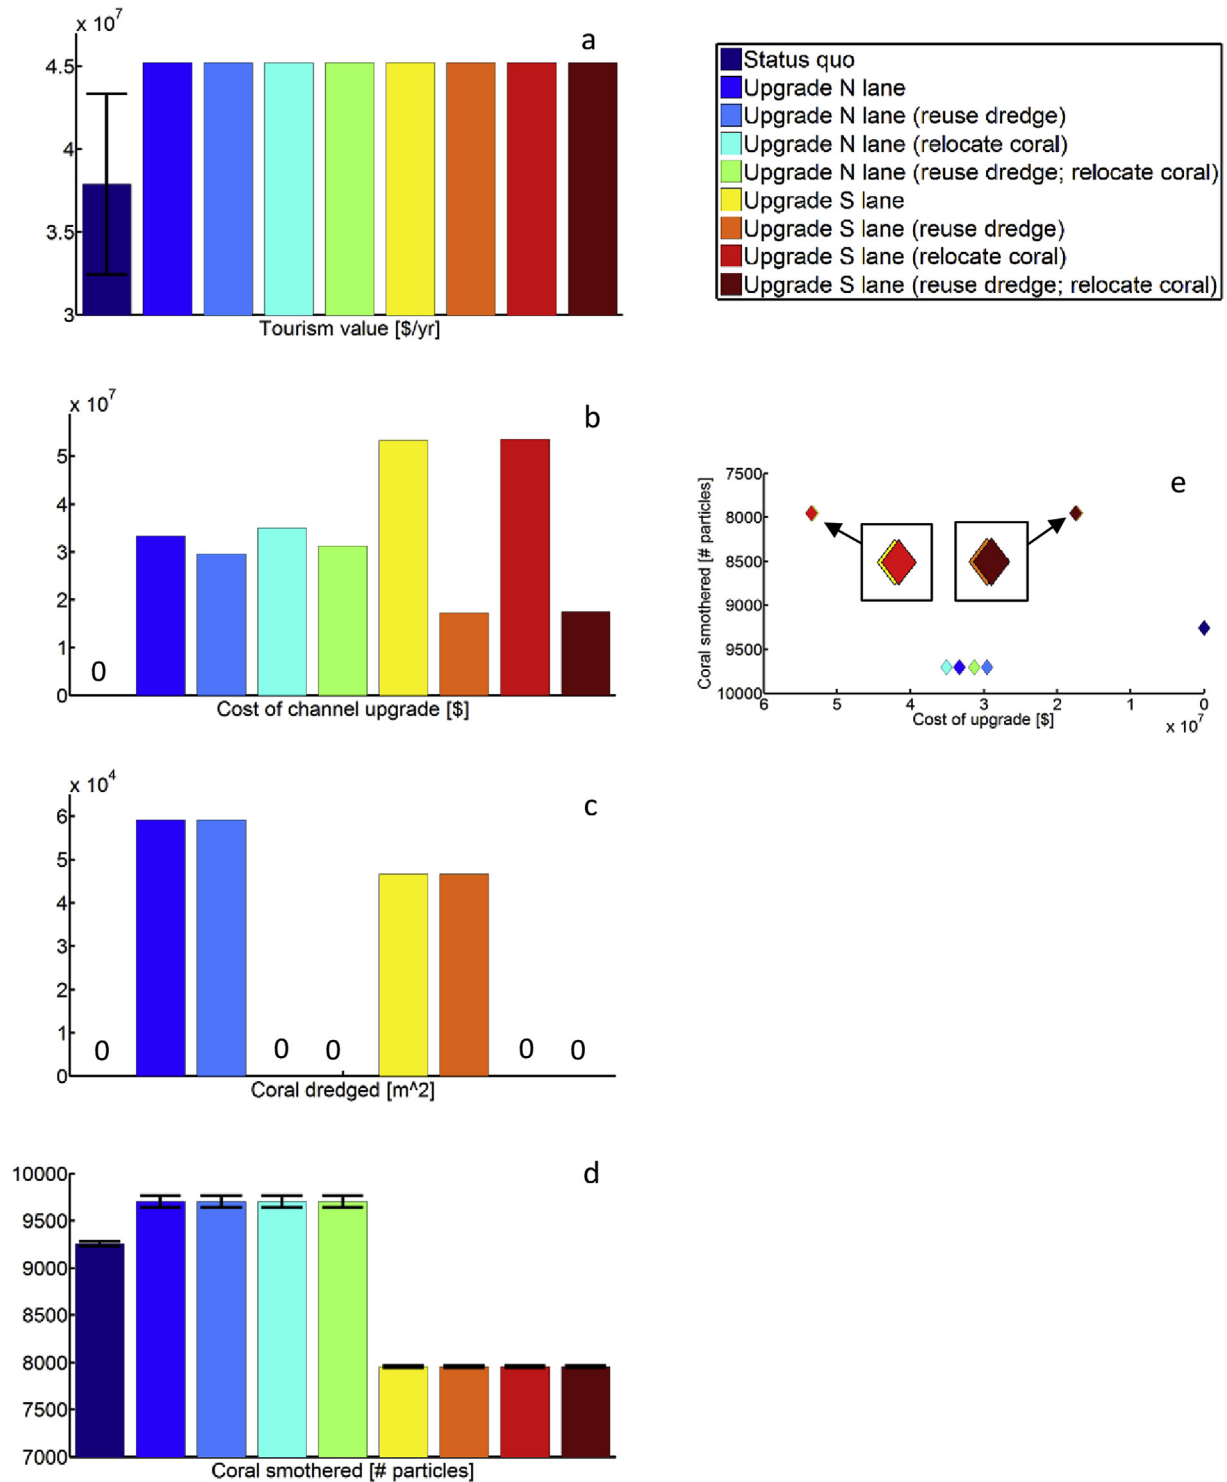 x 10^7
a
4.5
4
3.5
3
Tourism value [$/yr]
Status quo
Upgrade N lane
Upgrade N lane (reuse dredge)
Upgrade N lane (relocate coral)
Upgrade N lane (reuse dredge; relocate coral)
Upgrade S lane
Upgrade S lane (reuse dredge)
Upgrade S lane (relocate coral)
Upgrade S lane (reuse dredge; relocate coral)
x 10^7
b
5
4
3
2
1
0
0
Cost of channel upgrade [$]
e
7500
8000
8500
9000
9500
10000
Coral smothered [# particles]
6 5 4 3 2 1 0
Cost of upgrade [$]
x 10^7
x 10^4
c
6
5
4
3
2
1
0
0 0 0 0 0
Coral dredged [m^2]
d
10000
9500
9000
8500
8000
7500
7000
Coral smothered [# particles]